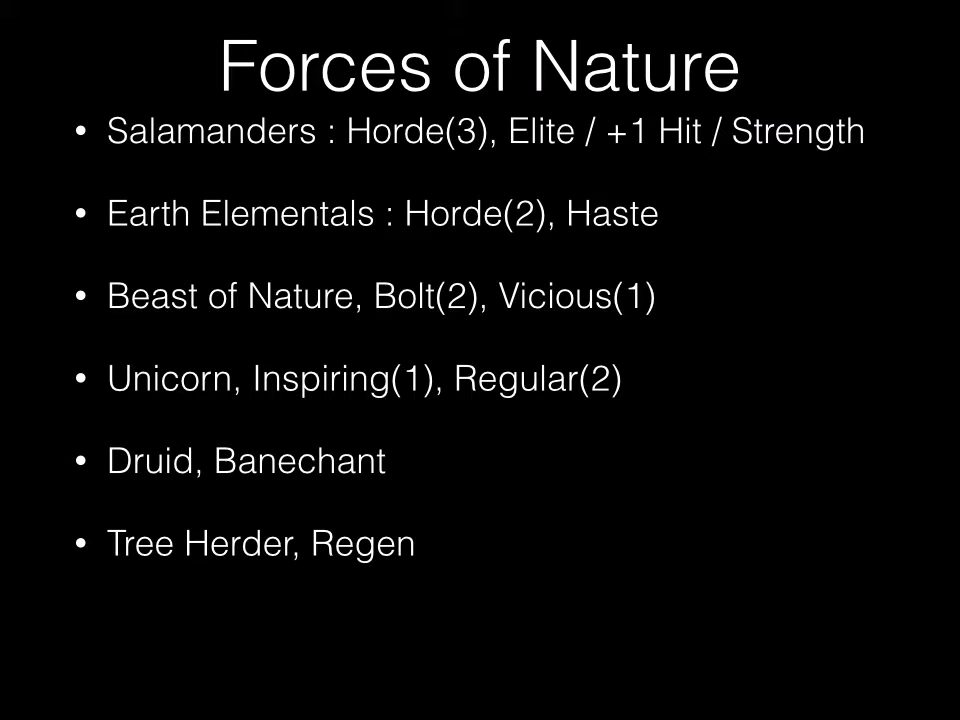 Forces of Nature
• Salamanders : Horde(3), Elite / +1 Hit / Strength
• Earth Elementals : Horde(2), Haste
• Beast of Nature, Bolt(2), Vicious(1)
• Unicorn, Inspiring(1), Regular(2)
• Druid, Banechant
• Tree Herder, Regen